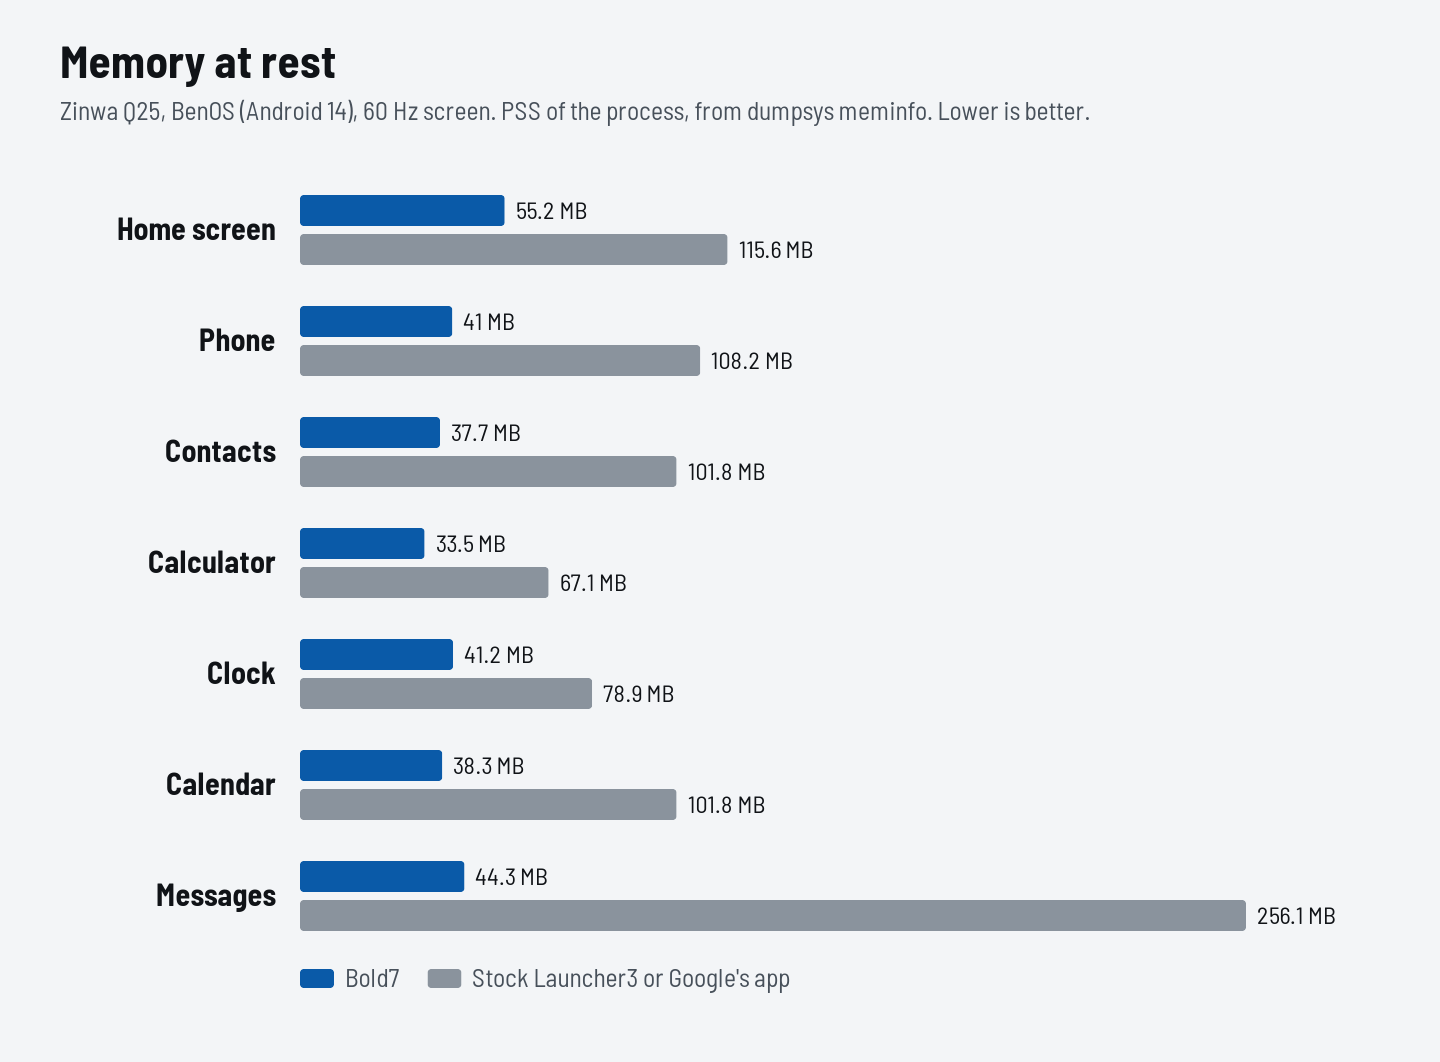 Memory at rest
Zinwa Q25, BenOS (Android 14), 60 Hz screen. PSS of the process, from dumpsys meminfo. Lower is better.
Home screen
55.2 MB
115.6 MB
Phone
41 MB
108.2 MB
Contacts
37.7 MB
101.8 MB
Calculator
33.5 MB
67.1 MB
Clock
41.2 MB
78.9 MB
Calendar
38.3 MB
101.8 MB
Messages
44.3 MB
256.1 MB
Bold7
Stock Launcher3 or Google's app